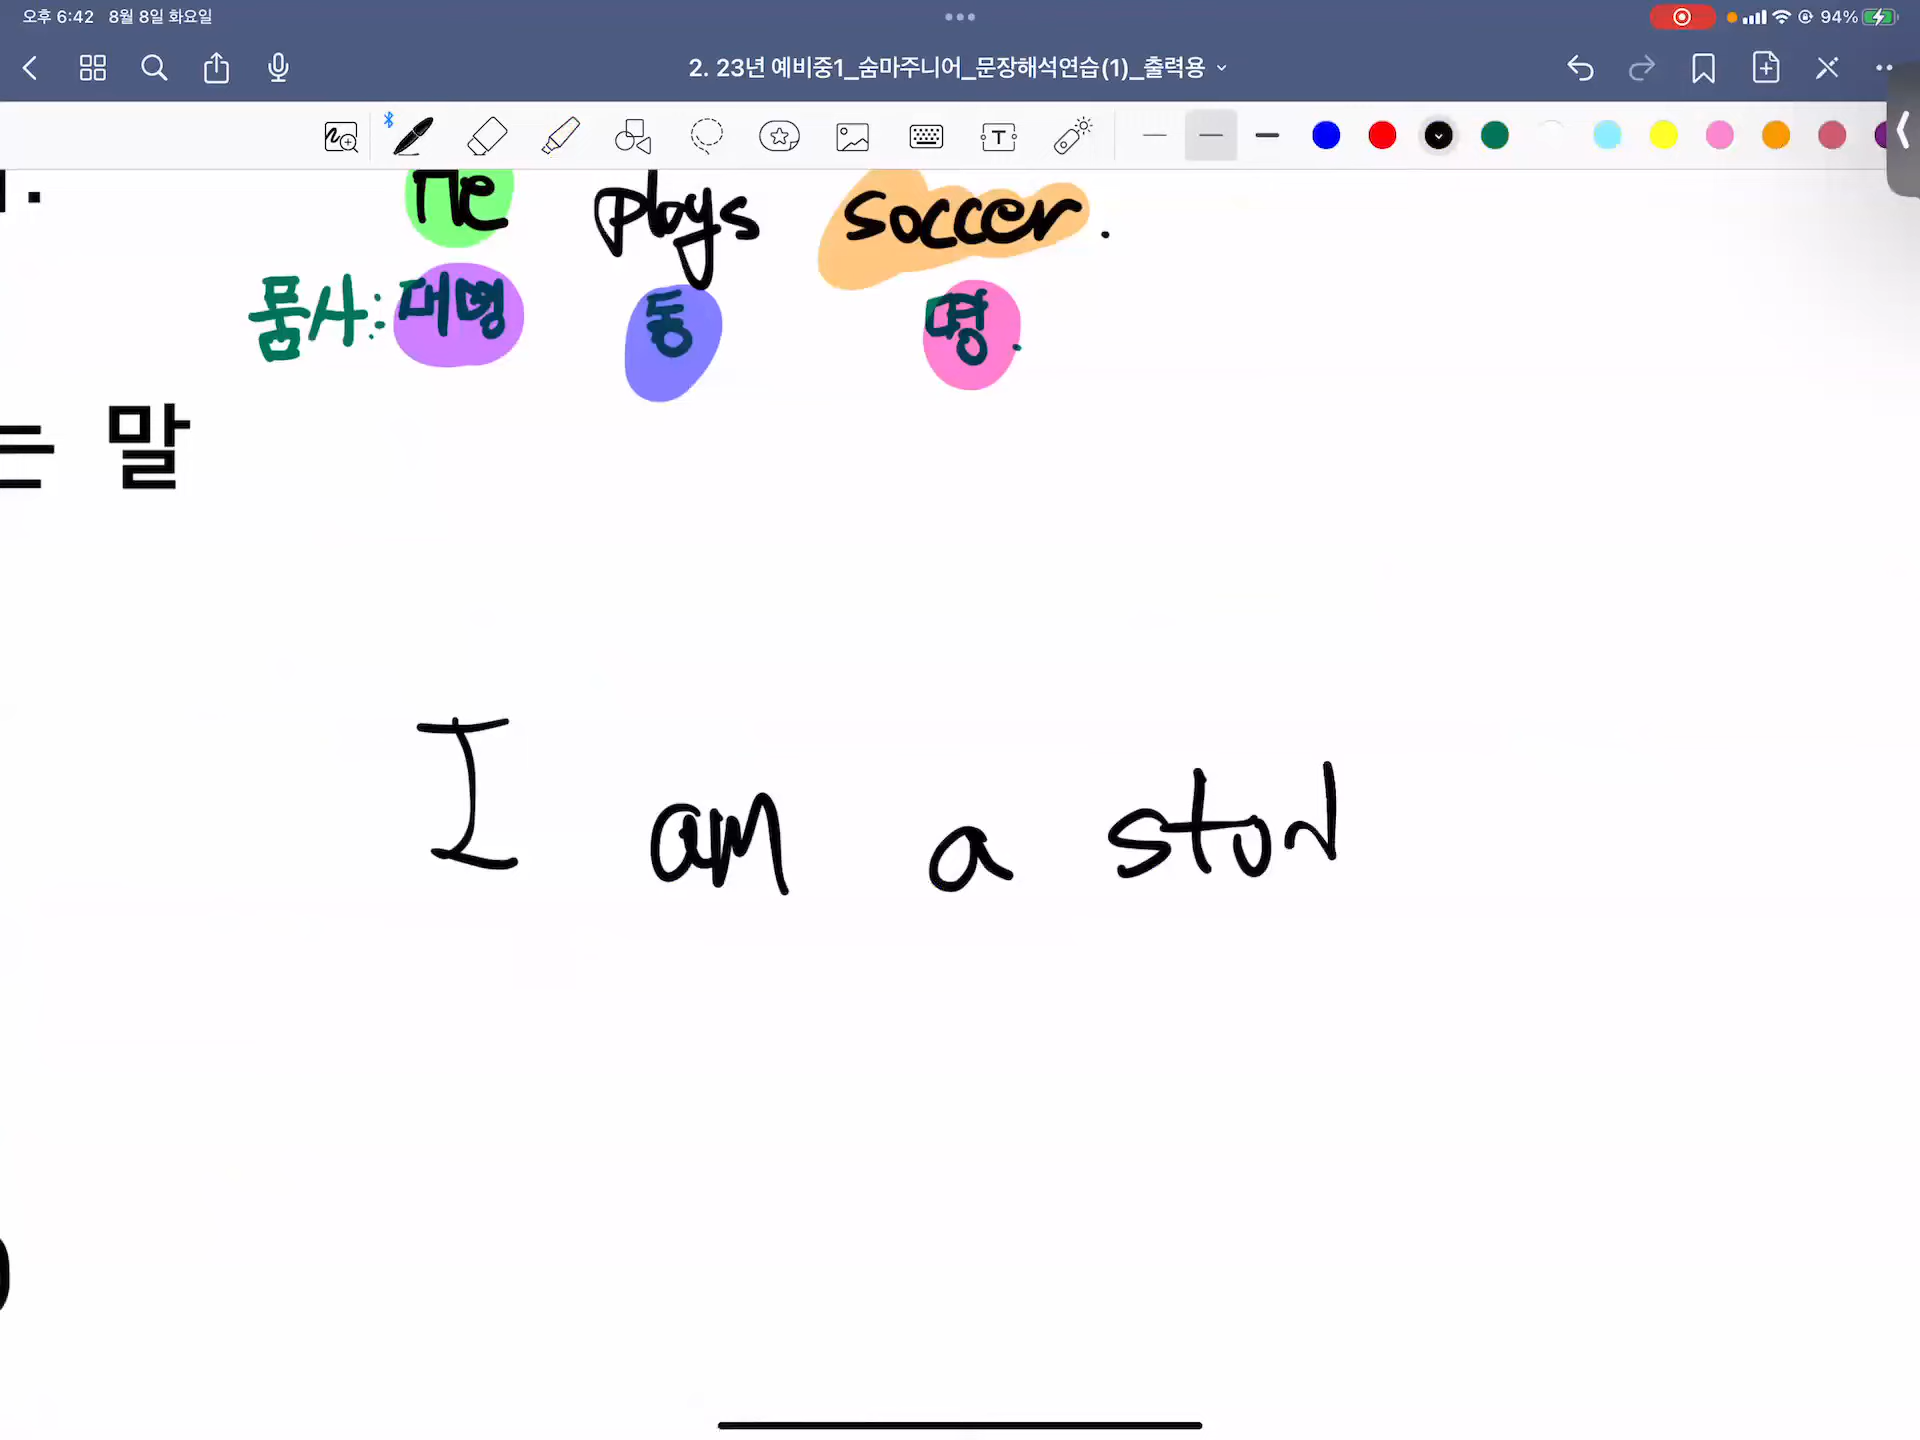 오후 6:42 8월 8일 화요일 94%
2. 23년 예비중1_숨마주니어_문장해석연습(1)_출력용
He plays soccer.
품사: 대명 동 명.
는 말
I am a stud